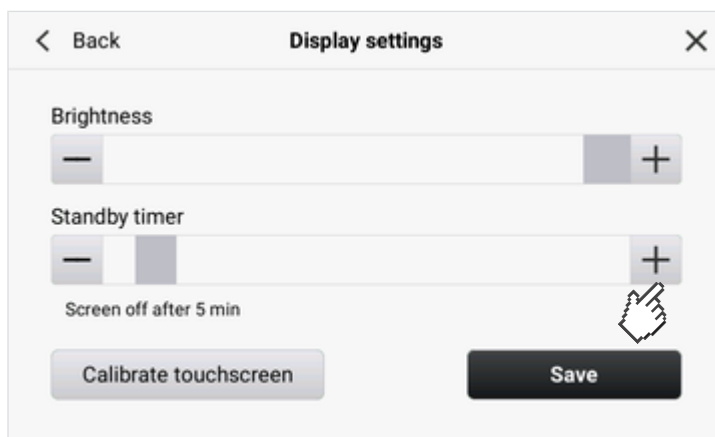 Back
Display settings
Brightness
Standby timer
Screen off after 5 min
Calibrate touchscreen
Save